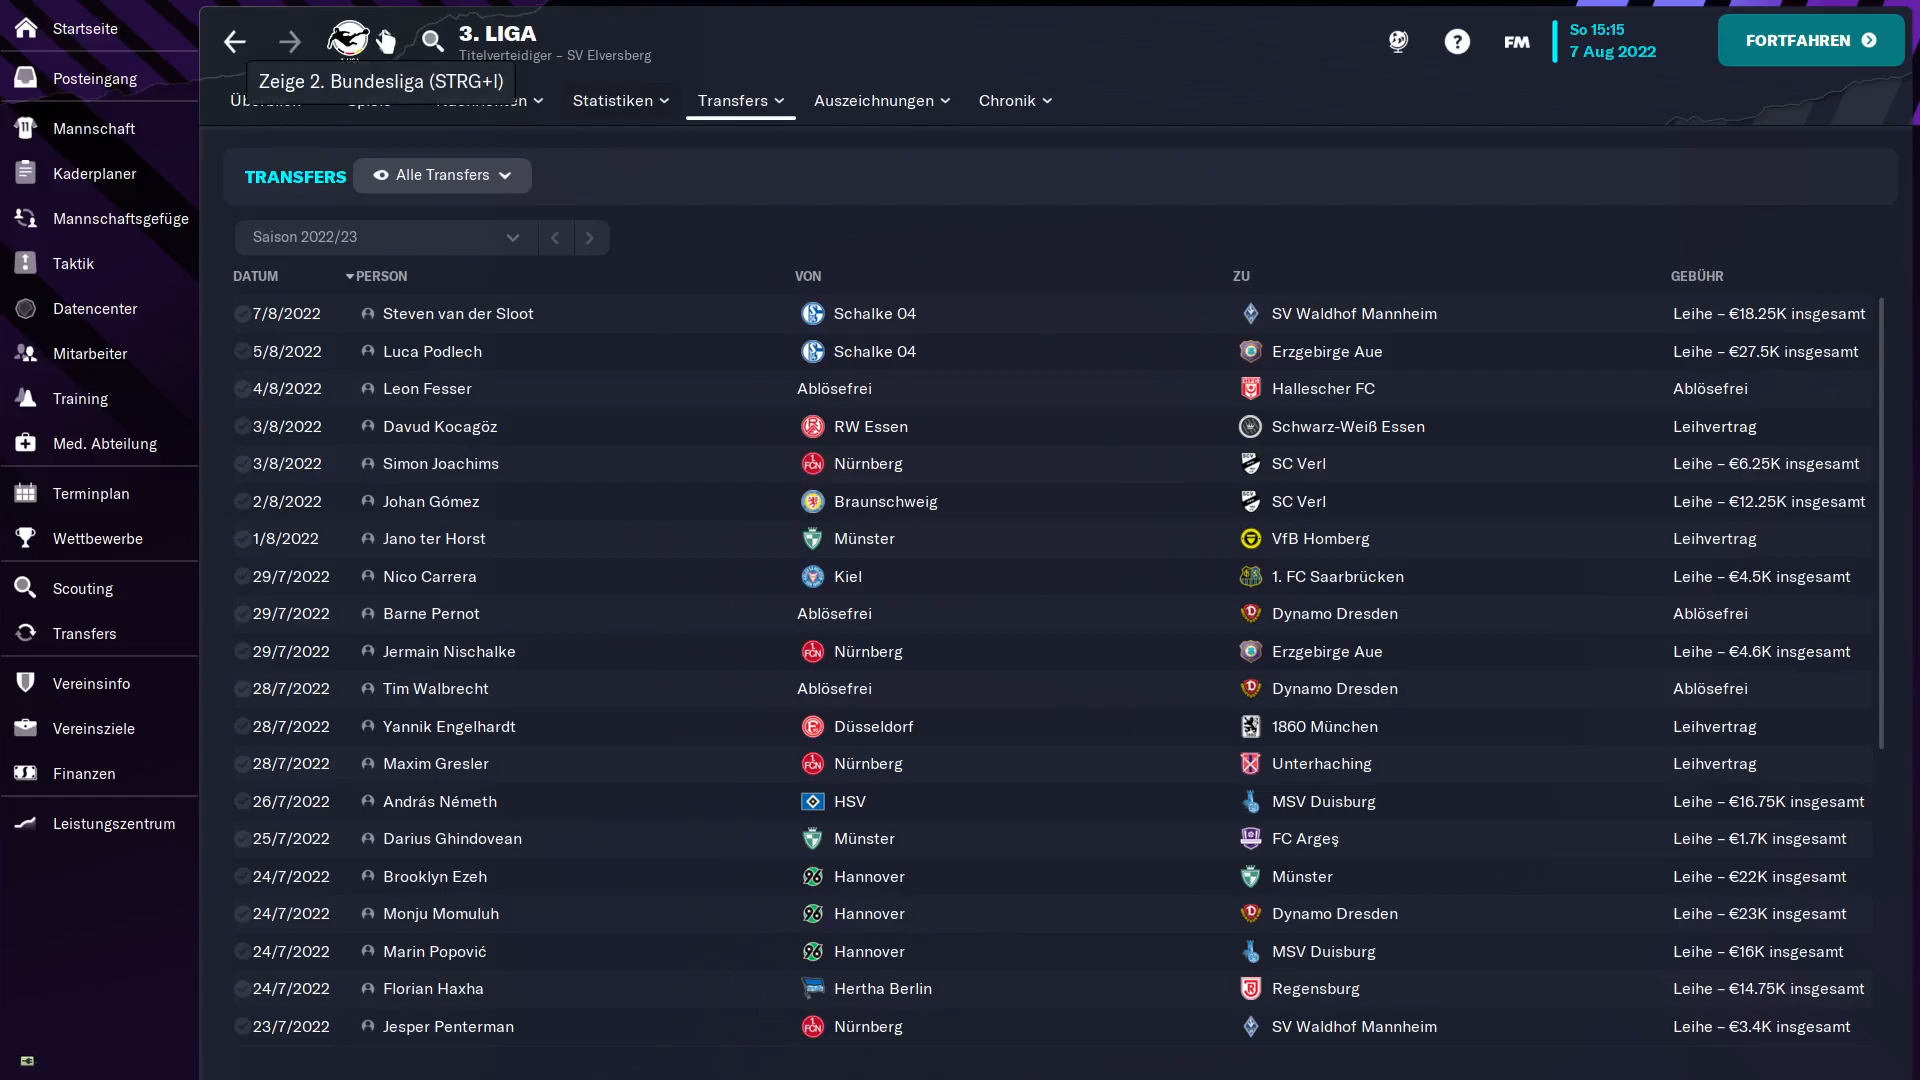 Startseite
Posteingang
Mannschaft
Kaderplaner
Mannschaftsgefüge
Taktik
Datencenter
Mitarbeiter
Training
Med. Abteilung
Terminplan
Wettbewerbe
Scouting
Transfers
Vereinsinfo
Vereinsziele
Finanzen
Leistungszentrum
3. LIGA
Titelverteidiger – SV Elversberg
FM
So 15:15
7 Aug 2022
FORTFAHREN
Zeige 2. Bundesliga (STRG+I)
Statistiken Transfers Auszeichnungen Chronik
TRANSFERS Alle Transfers
Saison 2022/23
DATUM PERSON VON ZU GEBÜHR
7/8/2022 Steven van der Sloot Schalke 04 SV Waldhof Mannheim Leihe – €18.25K insgesamt
5/8/2022 Luca Podlech Schalke 04 Erzgebirge Aue Leihe – €27.5K insgesamt
4/8/2022 Leon Fesser Ablösefrei Hallescher FC Ablösefrei
3/8/2022 Davud Kocagöz RW Essen Schwarz-Weiß Essen Leihvertrag
3/8/2022 Simon Joachims Nürnberg SC Verl Leihe – €6.25K insgesamt
2/8/2022 Johan Gómez Braunschweig SC Verl Leihe – €12.25K insgesamt
1/8/2022 Jano ter Horst Münster VfB Homberg Leihvertrag
29/7/2022 Nico Carrera Kiel 1. FC Saarbrücken Leihe – €4.5K insgesamt
29/7/2022 Barne Pernot Ablösefrei Dynamo Dresden Ablösefrei
29/7/2022 Jermain Nischalke Nürnberg Erzgebirge Aue Leihe – €4.6K insgesamt
28/7/2022 Tim Walbrecht Ablösefrei Dynamo Dresden Ablösefrei
28/7/2022 Yannik Engelhardt Düsseldorf 1860 München Leihvertrag
28/7/2022 Maxim Gresler Nürnberg Unterhaching Leihvertrag
26/7/2022 András Németh HSV MSV Duisburg Leihe – €16.75K insgesamt
25/7/2022 Darius Ghindovean Münster FC Argeş Leihe – €1.7K insgesamt
24/7/2022 Brooklyn Ezeh Hannover Münster Leihe – €22K insgesamt
24/7/2022 Monju Momuluh Hannover Dynamo Dresden Leihe – €23K insgesamt
24/7/2022 Marin Popović Hannover MSV Duisburg Leihe – €16K insgesamt
24/7/2022 Florian Haxha Hertha Berlin Regensburg Leihe – €14.75K insgesamt
23/7/2022 Jesper Penterman Nürnberg SV Waldhof Mannheim Leihe – €3.4K insgesamt